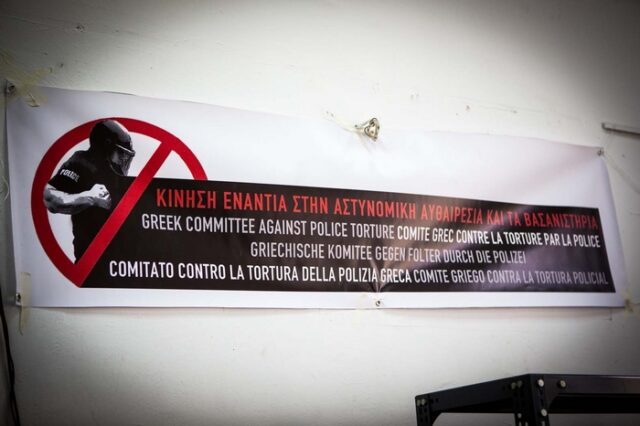 POLICE
ΚΙΝΗΣΗ ΕΝΑΝΤΙΑ ΣΤΗΝ ΑΣΤΥΝΟΜΙΚΗ ΑΥΘΑΙΡΕΣΙΑ ΚΑΙ ΤΑ ΒΑΣΑΝΙΣΤΗΡΙΑ
GREEK COMMITTEE AGAINST POLICE TORTURE COMITE GREC CONTRE LA TORTURE PAR LA POLICE
GRIECHISCHE KOMITEE GEGEN FOLTER DURCH DIE POLIZEI
COMITATO CONTRO LA TORTURA DELLA POLIZIA GRECA COMITE GRIEGO CONTRA LA TORTURA POLICIAL